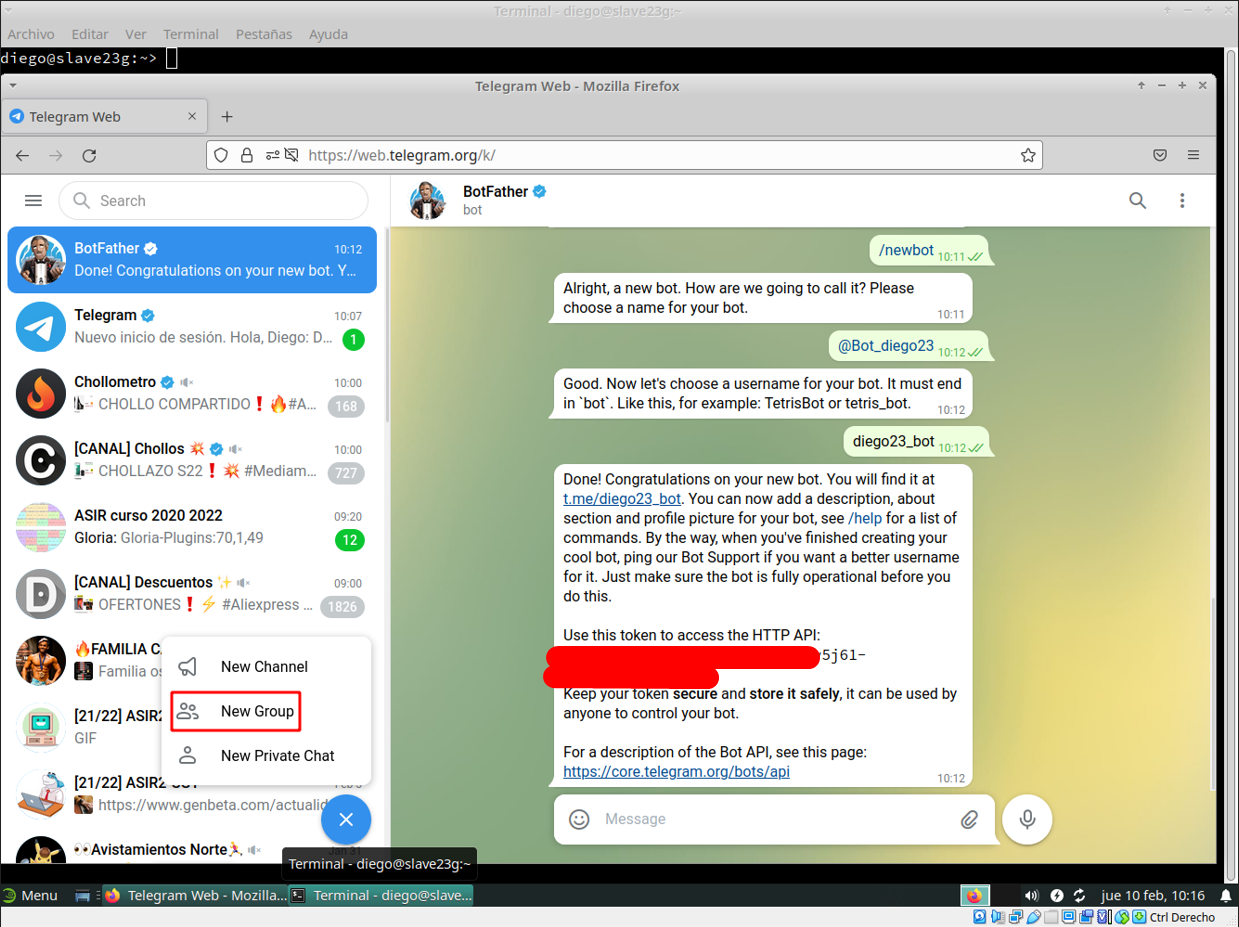 Terminal - diego@slave23g:~
Archivo Editar Ver Terminal Pestañas Ayuda
diego@slave23g:~>
Telegram Web - Mozilla Firefox
Telegram Web
https://web.telegram.org/k/
Search
BotFather
bot
BotFather 10:12
Done! Congratulations on your new bot. Y...
Telegram 10:07
Nuevo inicio de sesión. Hola, Diego: D... 1
Chollometro 10:00
CHOLLO COMPARTIDO❗🔥#A... 168
[CANAL] Chollos 💥 10:00
CHOLLAZO S22❗💥 #Mediam... 727
ASIR curso 2020 2022 09:20
Gloria: Gloria-Plugins:70,1,49 12
[CANAL] Descuentos ✨ 09:00
OFERTONES❗⚡ #Aliexpress ... 1826
🔥FAMILIA
Familia
[21/22]
GIF
[21/22] ASIR2
https://www.genbeta.com/actualid
👀Avistamientos Norte🏃
New Channel
New Group
New Private Chat
/newbot 10:11
Alright, a new bot. How are we going to call it? Please
choose a name for your bot. 10:11
@Bot_diego23 10:12
Good. Now let's choose a username for your bot. It must end
in `bot`. Like this, for example: TetrisBot or tetris_bot. 10:12
diego23_bot 10:12
Done! Congratulations on your new bot. You will find it at
t.me/diego23_bot. You can now add a description, about
section and profile picture for your bot, see /help for a list of
commands. By the way, when you've finished creating your
cool bot, ping our Bot Support if you want a better username
for it. Just make sure the bot is fully operational before you
do this.
Use this token to access the HTTP API:
5j61-
Keep your token secure and store it safely, it can be used by
anyone to control your bot.
For a description of the Bot API, see this page:
https://core.telegram.org/bots/api 10:12
Message
Terminal - diego@slave23g:~
Menu Telegram Web - Mozilla... Terminal - diego@slave... jue 10 feb, 10:16
Ctrl Derecho